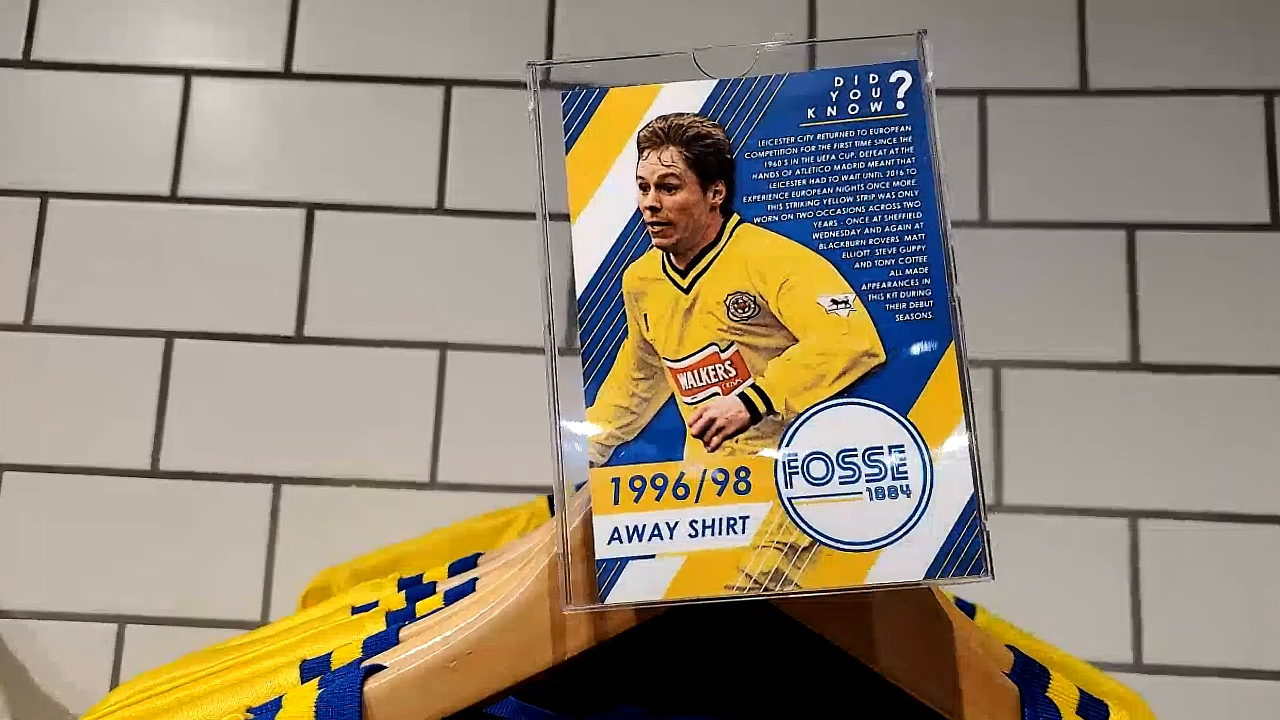 DID
YOU
KNOW?
LEICESTER CITY RETURNED TO EUROPEAN
COMPETITION FOR THE FIRST TIME SINCE THE
1960'S IN THE UEFA CUP. DEFEAT AT THE
HANDS OF ATLÉTICO MADRID MEANT THAT
LEICESTER HAD TO WAIT UNTIL 2016 TO
EXPERIENCE EUROPEAN NIGHTS ONCE MORE.
THIS STRIKING YELLOW STRIP WAS ONLY
WORN ON TWO OCCASIONS ACROSS TWO
YEARS - ONCE AT SHEFFIELD
WEDNESDAY AND AGAIN AT
BLACKBURN ROVERS. MATT
ELLIOTT, STEVE GUPPY
AND TONY COTTEE
ALL MADE
APPEARANCES IN
THIS KIT DURING
THEIR DEBUT
SEASONS.
WALKERS
1996/98
AWAY SHIRT
FOSSE
1884